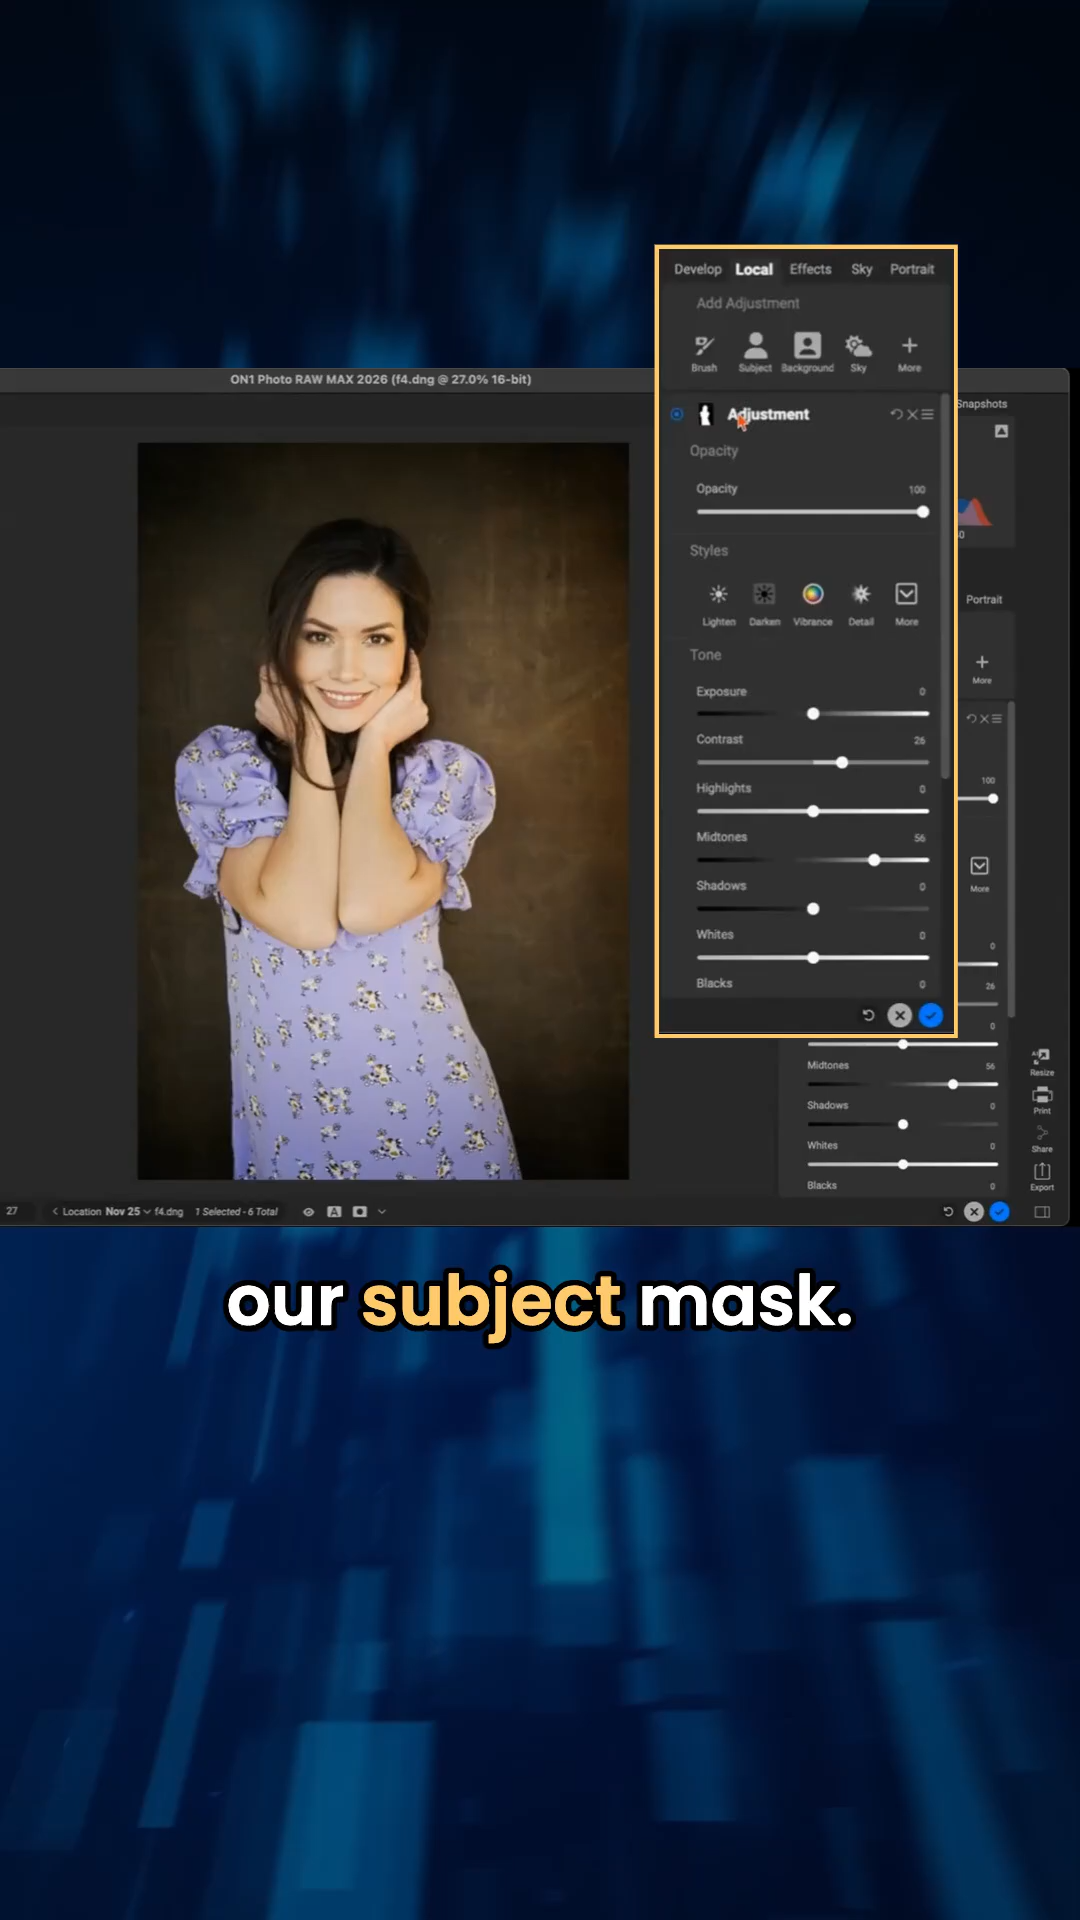 Develop Local Effects Sky Portrait
Add Adjustment
Brush Subject Background Sky More
ON1 Photo RAW MAX 2026 (f4.dng @ 27.0% 16-bit)
Snapshots
Adjustment
Opacity
Opacity 100
Styles
Lighten Darken Vibrance Detail More
Tone
Exposure 0
Contrast 26
Highlights 0
Midtones 56
Shadows 0
Whites 0
Blacks 0
Portrait
More
100
More
0
26
0
Midtones 56
Shadows 0
Whites 0
Blacks 0
Resize
Print
Share
Export
27 Location Nov 25 f4.dng 1 Selected - 6 Total
our subject mask.